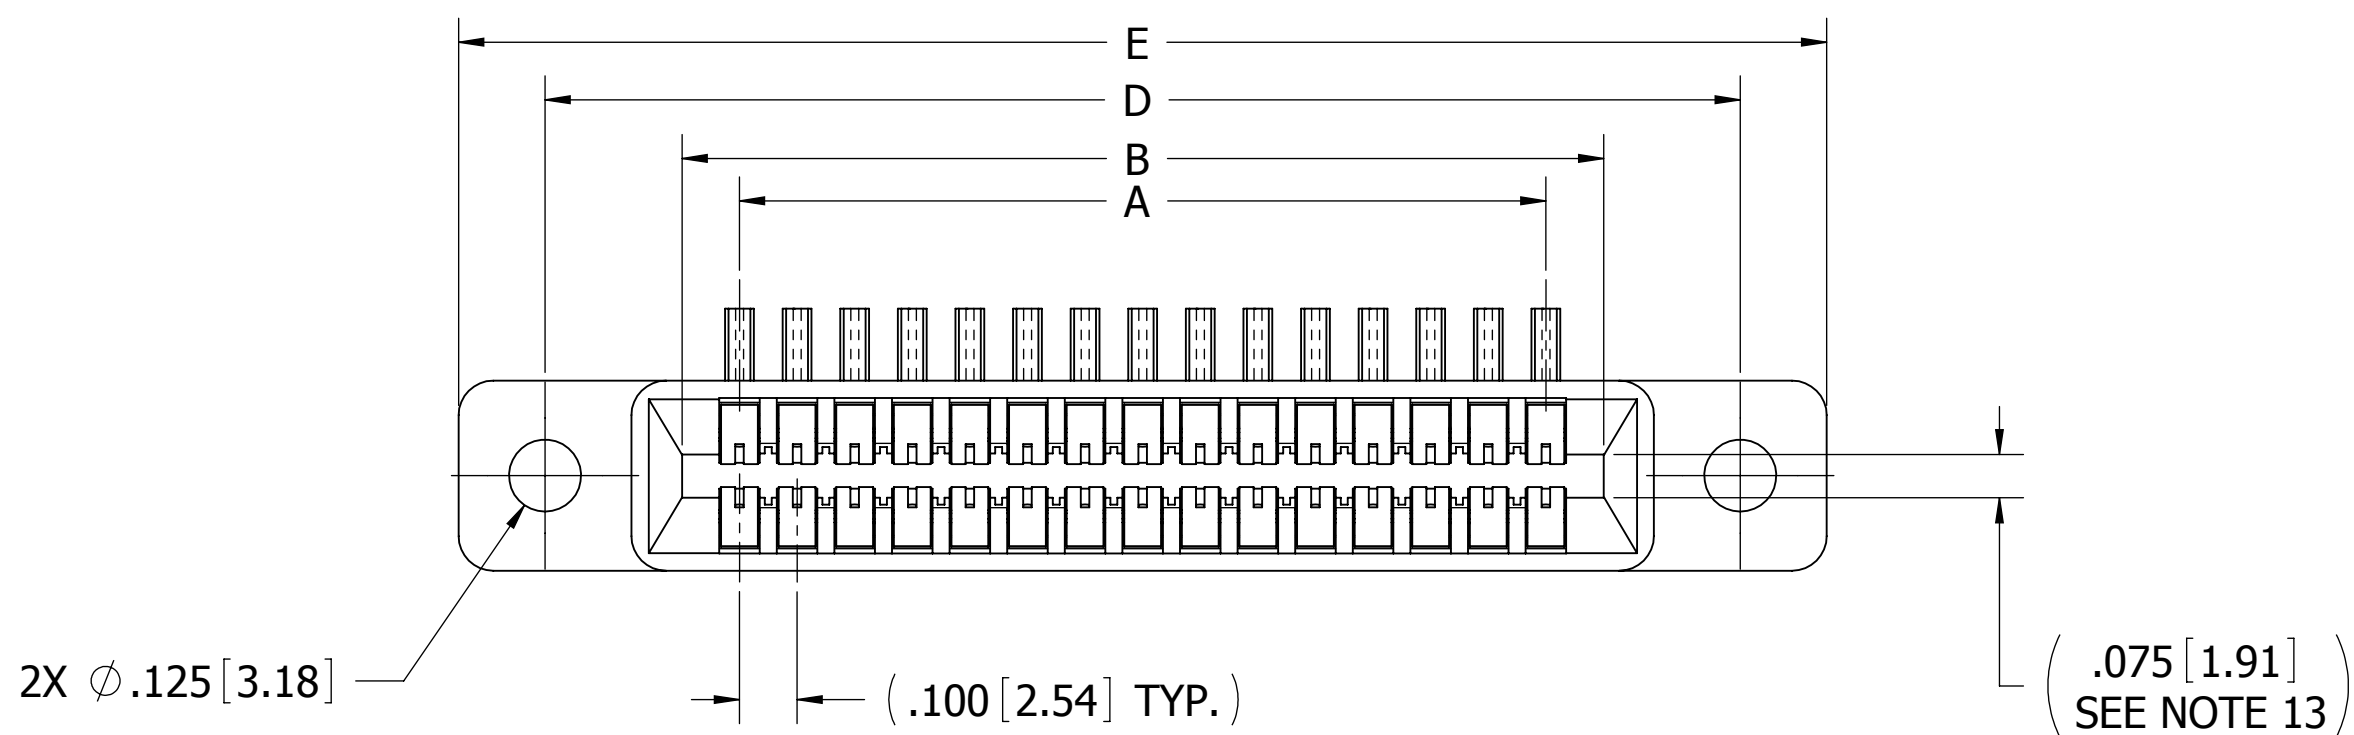 E
D
B
A
2X ∅ .125 [3.18]
(.100 [2.54] TYP.)
(.075 [1.91]
SEE NOTE 13)